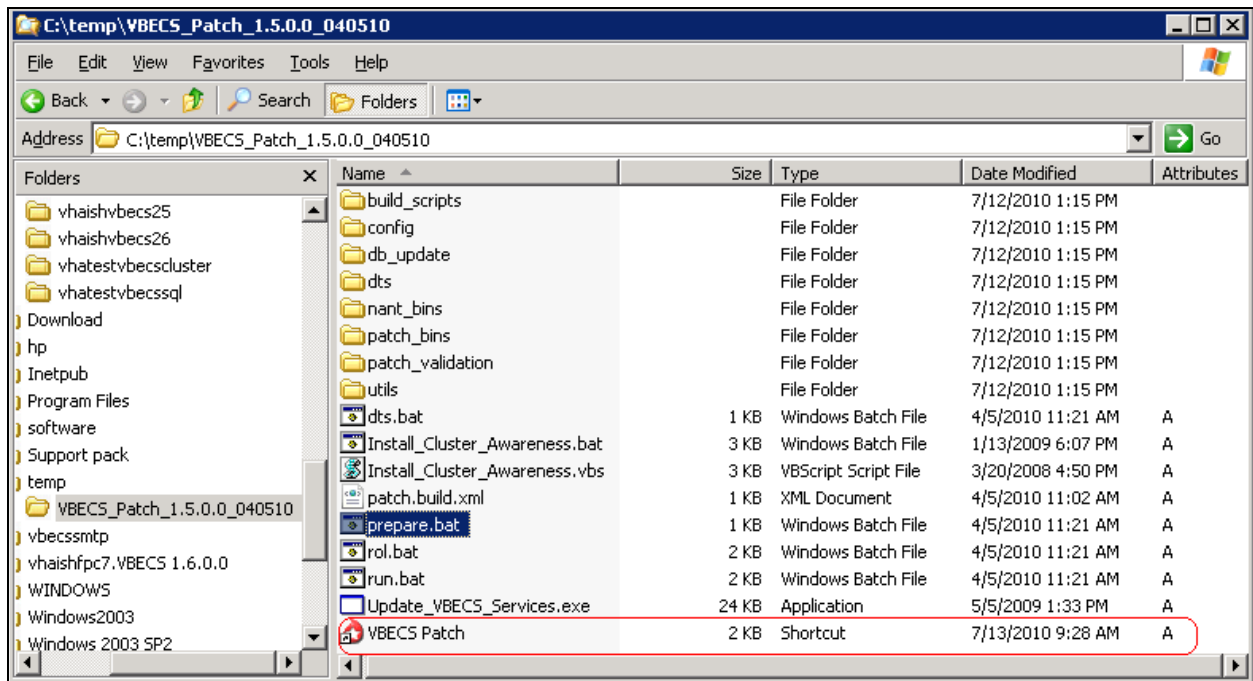 C:\temp\VBECS_Patch_1.5.0.0_040510
File Edit View Favorites Tools Help
Back Search Folders
Address C:\temp\VBECS_Patch_1.5.0.0_040510 Go
Folders x
vhaishvbecs25
vhaishvbecs26
vhatestvbecscluster
vhatestvbecssql
Download
hp
Inetpub
Program Files
software
Support pack
temp
VBECS_Patch_1.5.0.0_040510
vbecssmtp
vhaishfpc7.VBECS 1.6.0.0
WINDOWS
Windows2003
Windows 2003 SP2
Name Size Type Date Modified Attributes
build_scripts File Folder 7/12/2010 1:15 PM
config File Folder 7/12/2010 1:15 PM
db_update File Folder 7/12/2010 1:15 PM
dts File Folder 7/12/2010 1:15 PM
nant_bins File Folder 7/12/2010 1:15 PM
patch_bins File Folder 7/12/2010 1:15 PM
patch_validation File Folder 7/12/2010 1:15 PM
utils File Folder 7/12/2010 1:15 PM
dts.bat 1 KB Windows Batch File 4/5/2010 11:21 AM A
Install_Cluster_Awareness.bat 3 KB Windows Batch File 1/13/2009 6:07 PM A
Install_Cluster_Awareness.vbs 3 KB VBScript Script File 3/20/2008 4:50 PM A
patch.build.xml 1 KB XML Document 4/5/2010 11:02 AM A
prepare.bat 1 KB Windows Batch File 4/5/2010 11:21 AM A
rol.bat 2 KB Windows Batch File 4/5/2010 11:21 AM A
run.bat 2 KB Windows Batch File 4/5/2010 11:21 AM A
Update_VBECS_Services.exe 24 KB Application 5/5/2009 1:33 PM A
VBECS Patch 2 KB Shortcut 7/13/2010 9:28 AM A